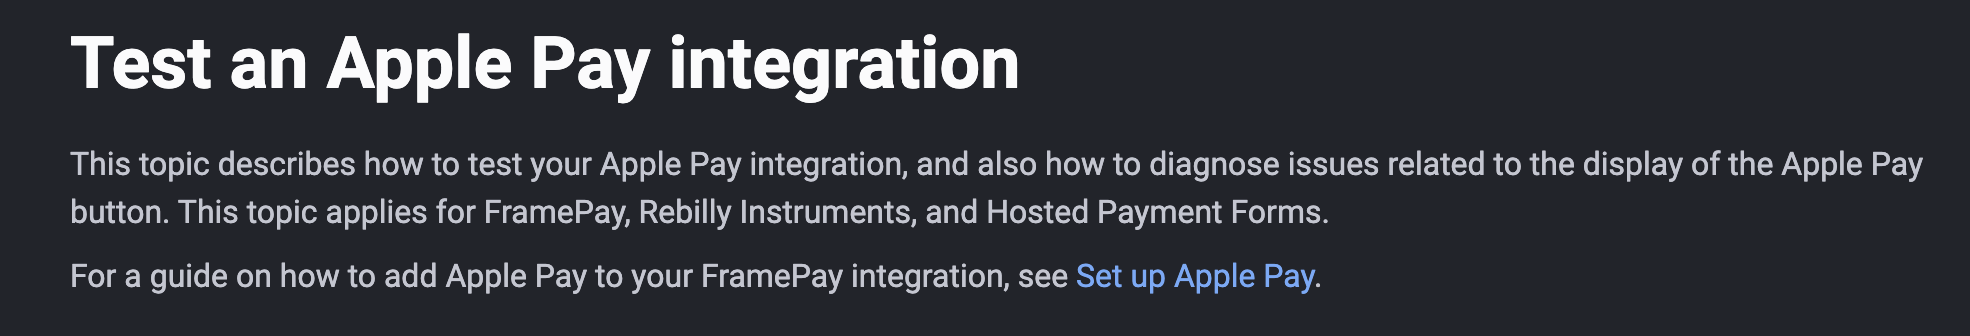 Test an Apple Pay integration
This topic describes how to test your Apple Pay integration, and also how to diagnose issues related to the display of the Apple Pay
button. This topic applies for FramePay, Rebilly Instruments, and Hosted Payment Forms.
For a guide on how to add Apple Pay to your FramePay integration, see Set up Apple Pay.